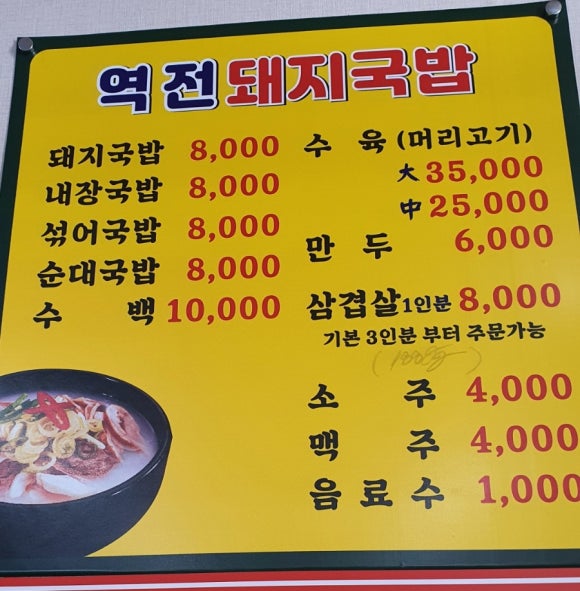 역전돼지국밥
돼지국밥 8,000
내장국밥 8,000
섞어국밥 8,000
순대국밥 8,000
수 백 10,000
수 육 (머리고기)
大 35,000
中 25,000
만 두 6,000
삼겹살 1인분 8,000
기본 3인분 부터 주문가능
소 주 4,000
맥 주 4,000
음 료 수 1,000